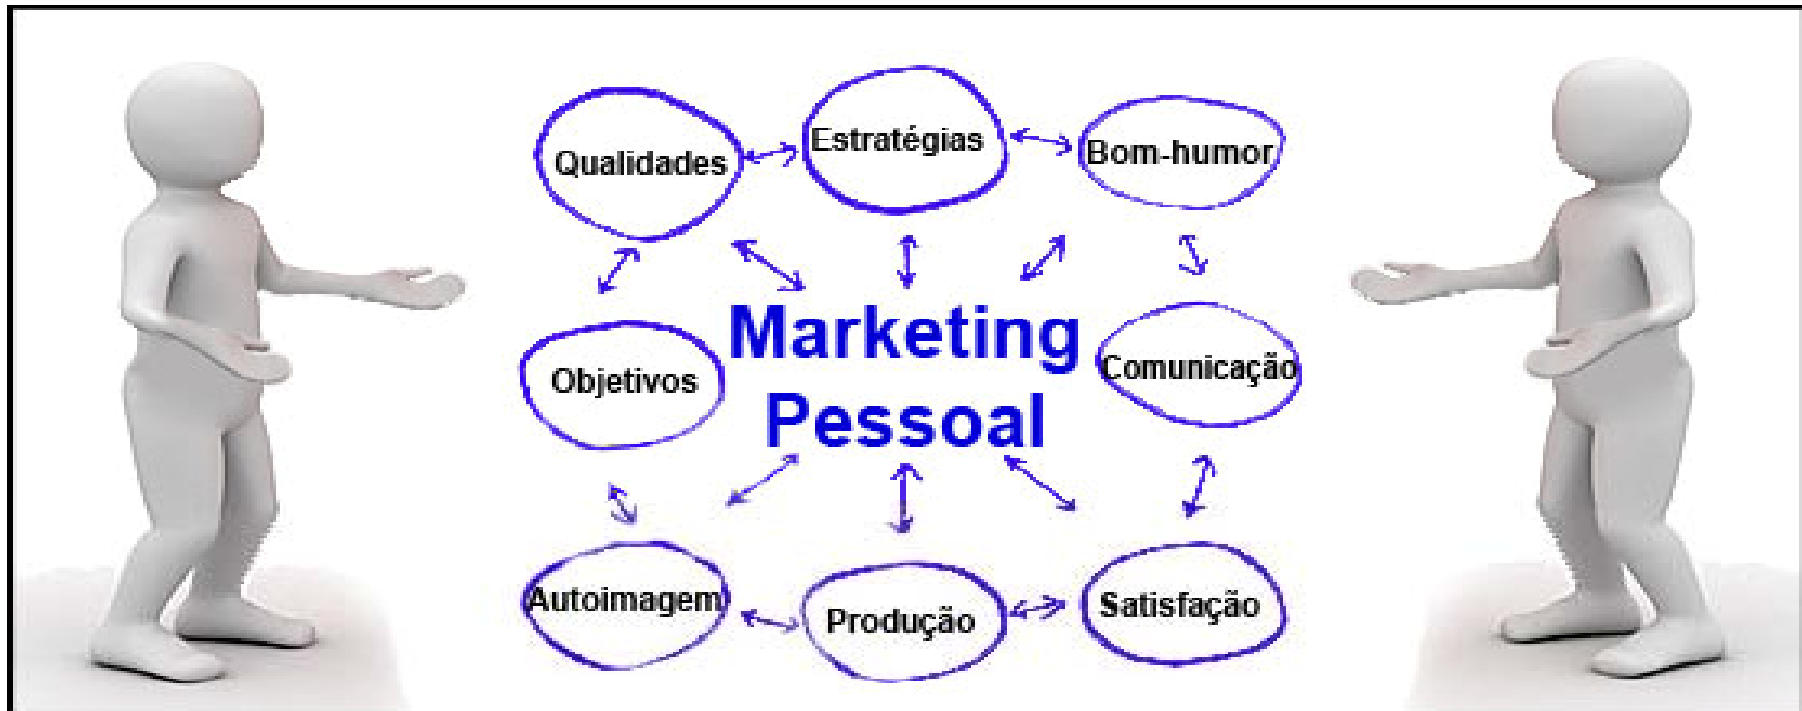 Qualidades
Estratégias
Bom-humor
Marketing
Pessoal
Objetivos
Comunicação
Autoimagem
Produção
Satisfação